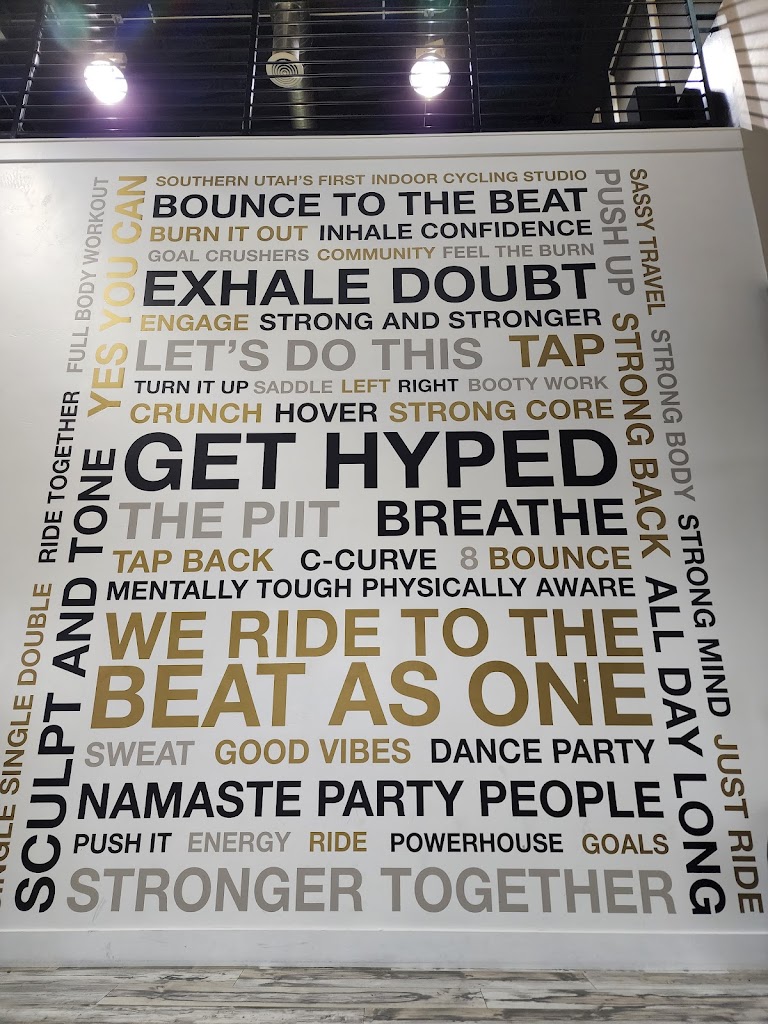 SOUTHERN UTAH'S FIRST INDOOR CYCLING STUDIO
BOUNCE TO THE BEAT
BURN IT OUT INHALE CONFIDENCE
GOAL CRUSHERS COMMUNITY FEEL THE BURN
EXHALE DOUBT
ENGAGE STRONG AND STRONGER
LET'S DO THIS TAP
TURN IT UP SADDLE LEFT RIGHT BOOTY WORK
CRUNCH HOVER STRONG CORE
GET HYPED
THE PIIT BREATHE
TAP BACK C-CURVE 8 BOUNCE
MENTALLY TOUGH PHYSICALLY AWARE
WE RIDE TO THE
BEAT AS ONE
SWEAT GOOD VIBES DANCE PARTY
NAMASTE PARTY PEOPLE
PUSH IT ENERGY RIDE POWERHOUSE GOALS
STRONGER TOGETHER
SINGLE SINGLE DOUBLE RIDE TOGETHER FULL BODY WORKOUT
SCULPT AND TONE YES YOU CAN
PUSH UP STRONG BACK ALL DAY LONG
SASSY TRAVEL STRONG BODY STRONG MIND JUST RIDE